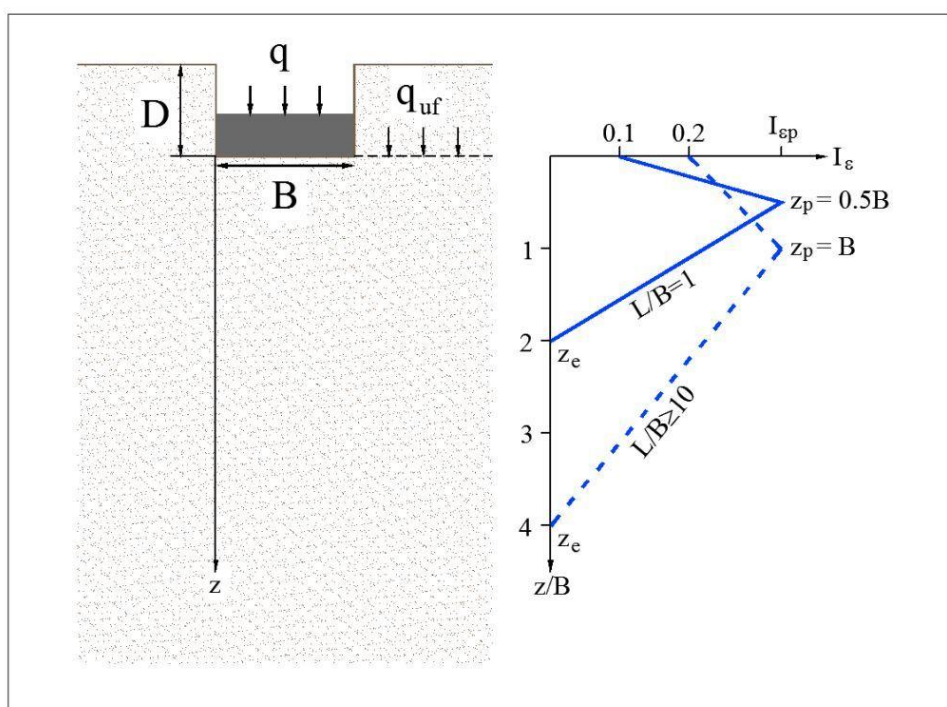 q
D
q_uf
B
z
0.1
0.2
I_εp
I_ε
z_p = 0.5B
1
z_p = B
L/B=1
2
z_e
L/B≥10
3
4
z_e
z/B